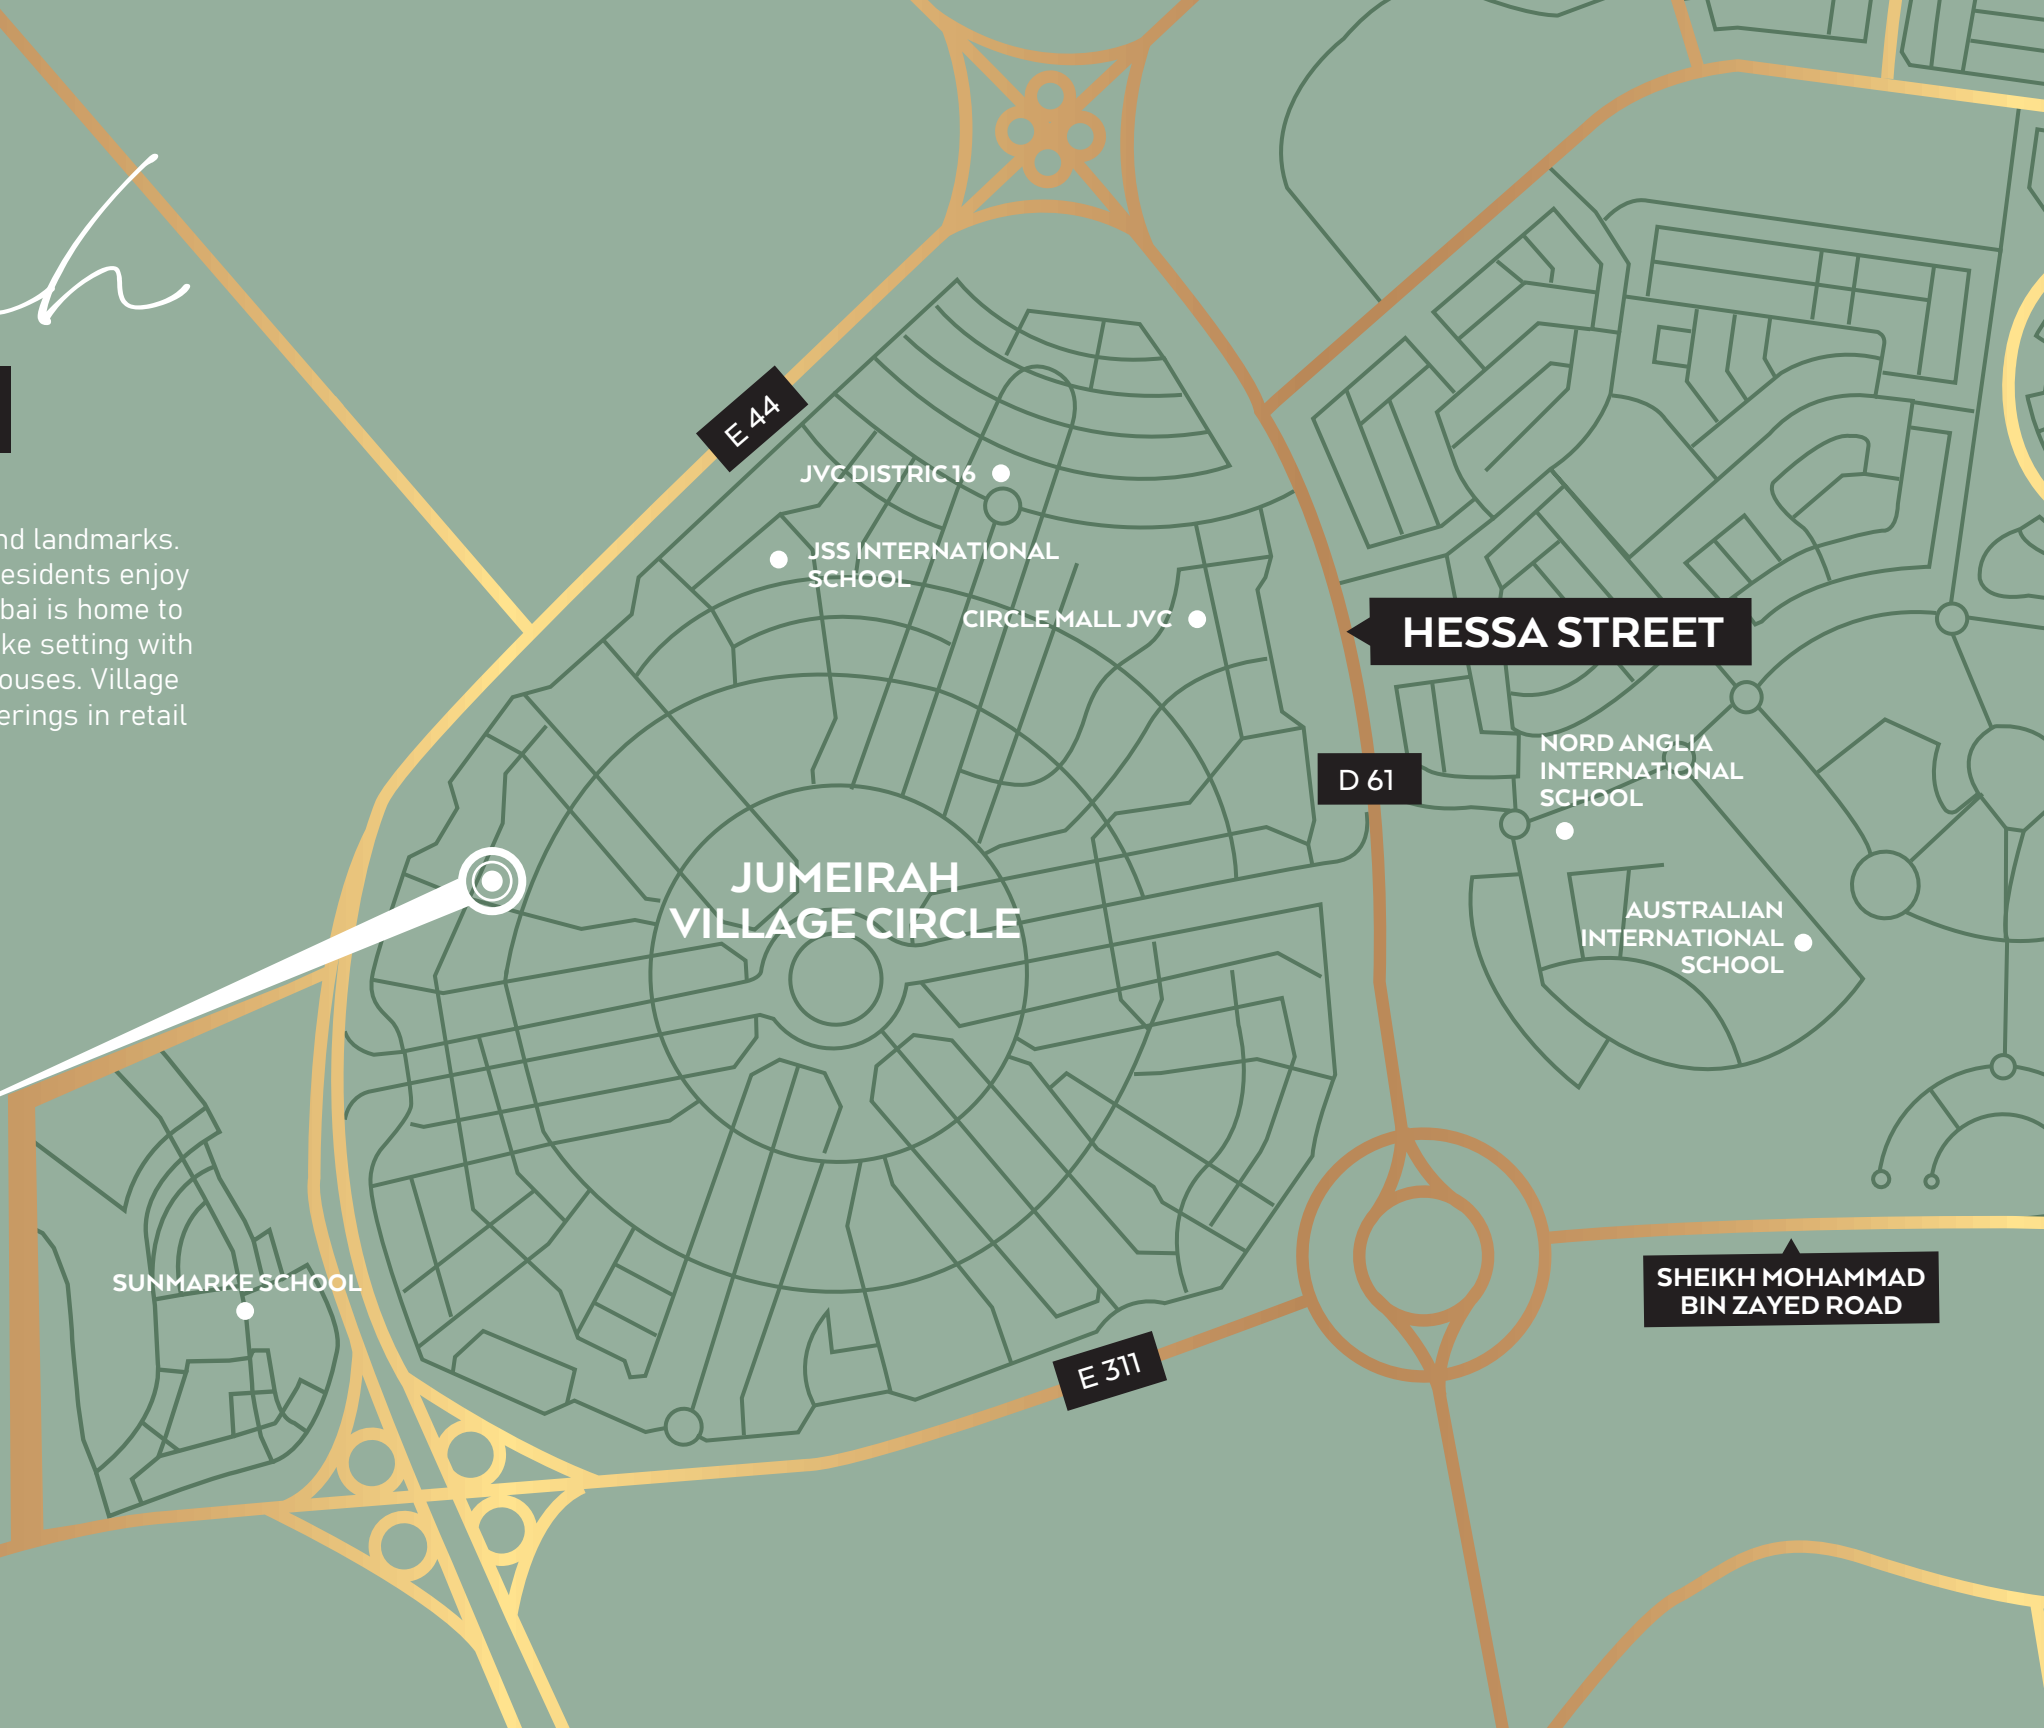 h
nd landmarks.
esidents enjoy
bai is home to
ke setting with
ouses. Village
erings in retail
E 44
JVC DISTRIC 16
JSS INTERNATIONAL
SCHOOL
CIRCLE MALL JVC
HESSA STREET
D 61
NORD ANGLIA
INTERNATIONAL
SCHOOL
JUMEIRAH
VILLAGE CIRCLE
AUSTRALIAN
INTERNATIONAL
SCHOOL
SUNMARKE SCHOOL
SHEIKH MOHAMMAD
BIN ZAYED ROAD
E 311